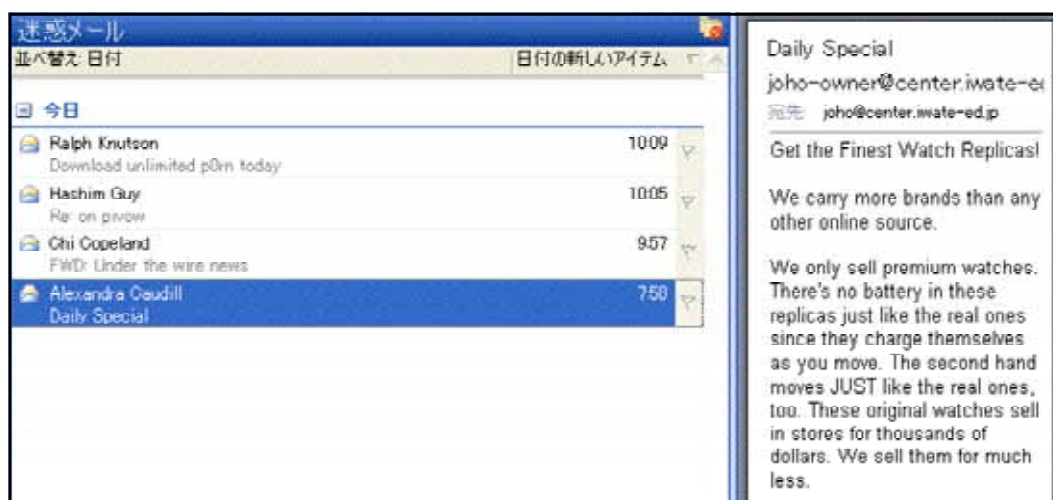 迷惑メール
並べ替え: 日付 日付の新しいアイテム
今日
Ralph Knutson 10:09
Download unlimited p0rn today
Hashim Guy 10:05
Re: on pivow
Chi Copeland 9:57
FWD: Under the wire news
Alexandra Caudill 7:50
Daily Special
Daily Special
joho-owner@center.iwate-ed
宛先: joho@center.iwate-ed.jp
Get the Finest Watch Replicas!
We carry more brands than any
other online source.
We only sell premium watches.
There's no battery in these
replicas just like the real ones
since they charge themselves
as you move. The second hand
moves JUST like the real ones,
too. These original watches sell
in stores for thousands of
dollars. We sell them for much
less.